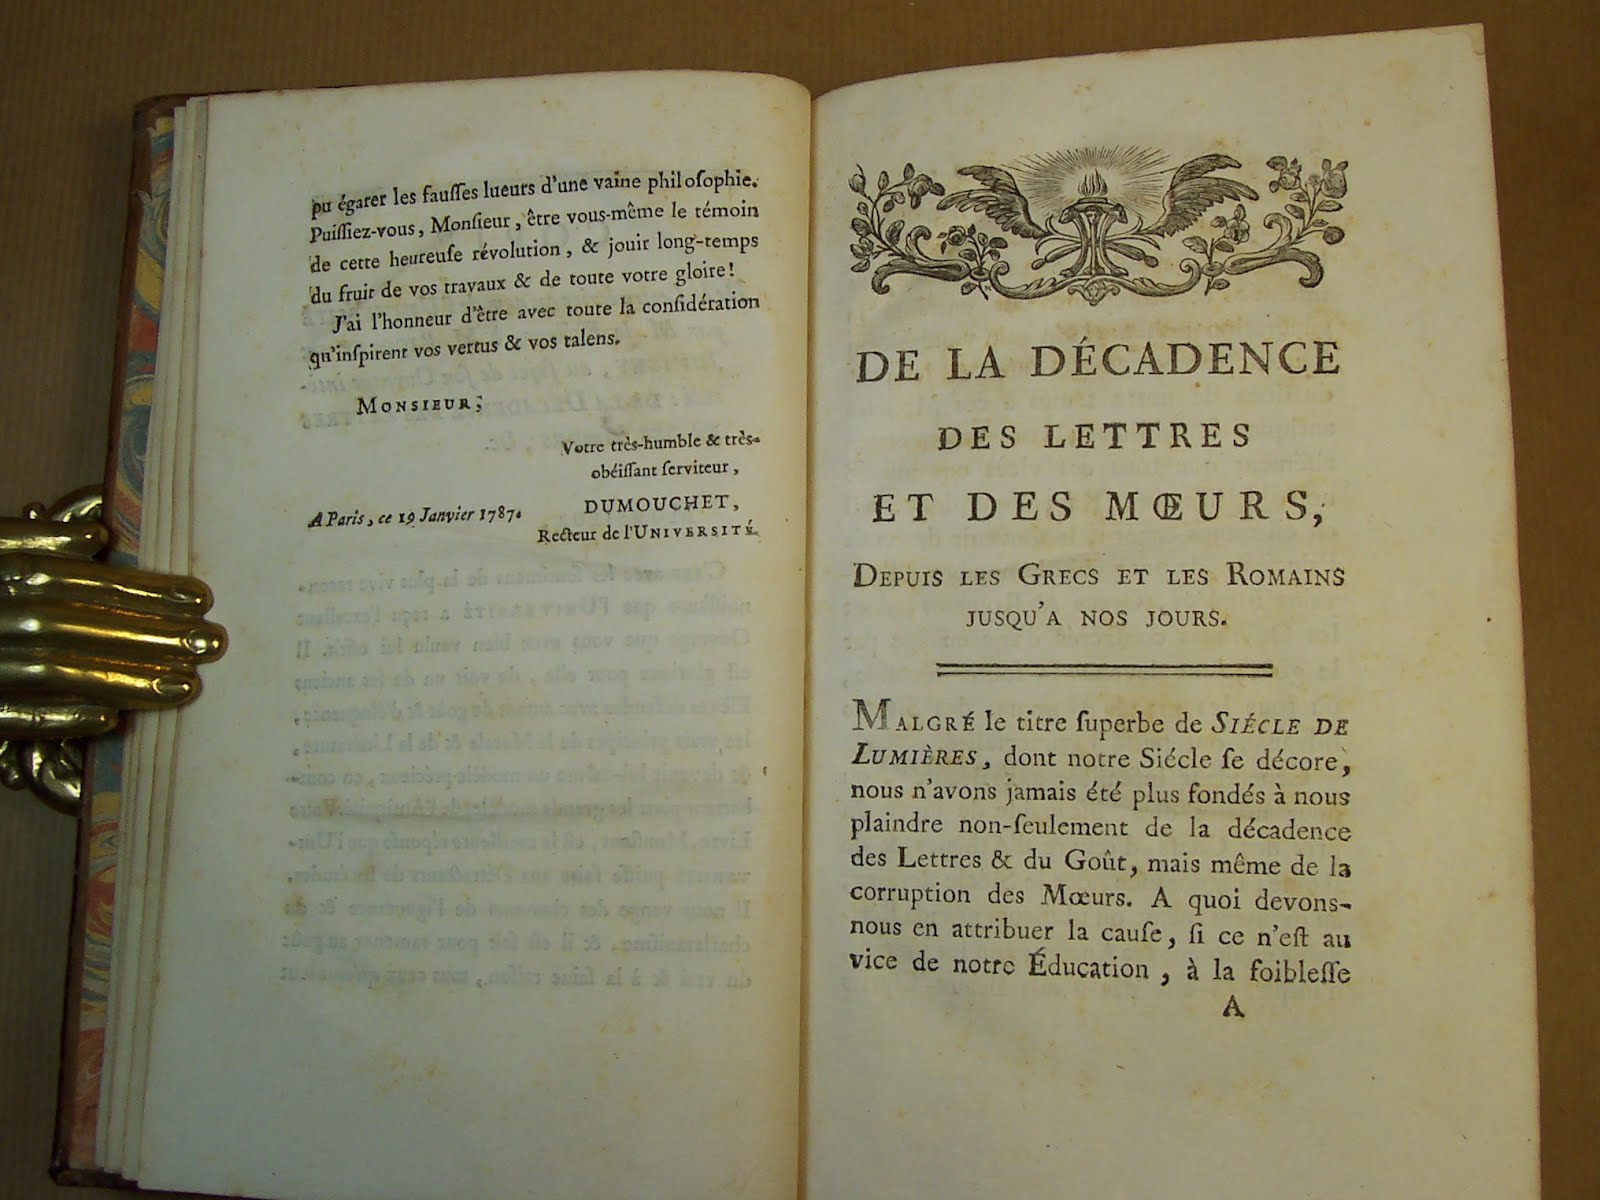 pu égarer les fauſſes lueurs d'une vaine philoſophie.
Puiſſiez-vous, Monſieur, être vous-même le témoin
de cette heureuſe révolution, & jouir long-temps
du fruit de vos travaux & de toute votre gloire!
J'ai l'honneur d'être avec toute la conſidération
qu'inſpirent vos vertus & vos talens,
MONSIEUR,
Votre très-humble & très-
obéiſſant ſerviteur,
A Paris, ce 19 Janvier 1787.
DUMOUCHET,
Recteur de l'UNIVERSITÉ.
DE LA DÉCADENCE
DES LETTRES
ET DES MŒURS,
DEPUIS LES GRECS ET LES ROMAINS
JUSQU'A NOS JOURS.
MALGRÉ le titre ſuperbe de SIÉCLE DE
LUMIÈRES, dont notre Siécle ſe décore,
nous n'avons jamais été plus fondés à nous
plaindre non-ſeulement de la décadence
des Lettres & du Goût, mais même de la
corruption des Mœurs. A quoi devons-
nous en attribuer la cauſe, ſi ce n'eſt au
vice de notre Éducation, à la foibleſſe
A